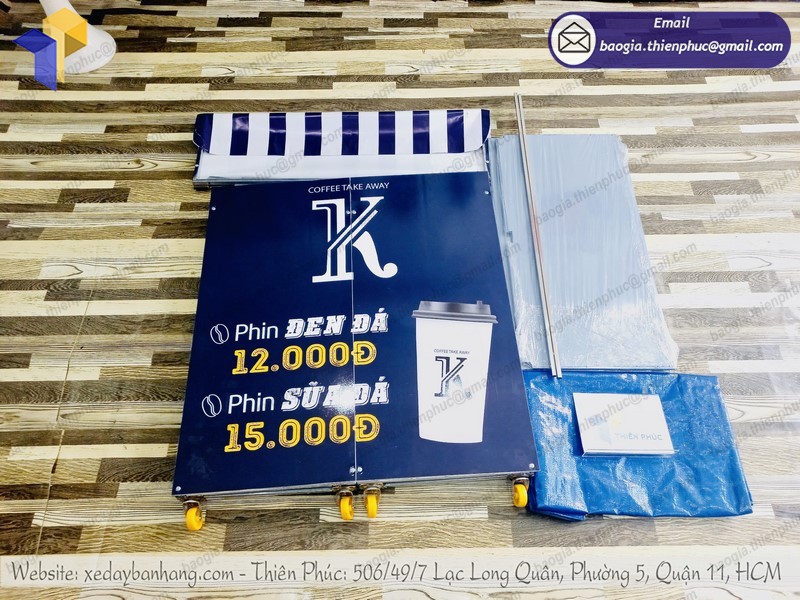 Email
baogia.thienphuc@gmail.com
COFFEE TAKE AWAY
K
Phin ĐEN ĐÁ
12.000Đ
Phin SỮA ĐÁ
15.000Đ
COFFEE TAKE AWAY
K
THIÊN PHÚC
Website: xedaybanhang.com - Thiên Phúc: 506/49/7 Lạc Long Quân, Phường 5, Quận 11, HCM